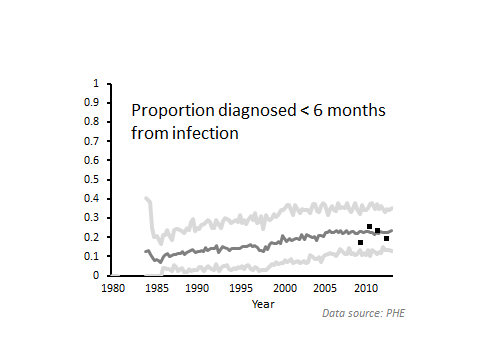 1
0.9
0.8
0.7
0.6
0.5
0.4
0.3
0.2
0.1
0
Proportion diagnosed < 6 months
from infection
1980 1985 1990 1995 2000 2005 2010
Year
Data source: PHE